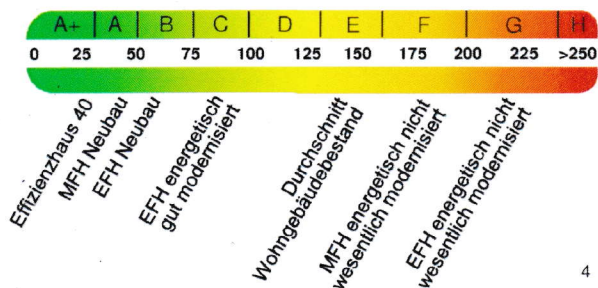 A+ A B C D E F G H
0 25 50 75 100 125 150 175 200 225 >250
Effizienzhaus 40
MFH Neubau
EFH Neubau
EFH energetisch
gut modernisiert
Durchschnitt
Wohngebäudebestand
MFH energetisch nicht
wesentlich modernisiert
EFH energetisch nicht
wesentlich modernisiert
4